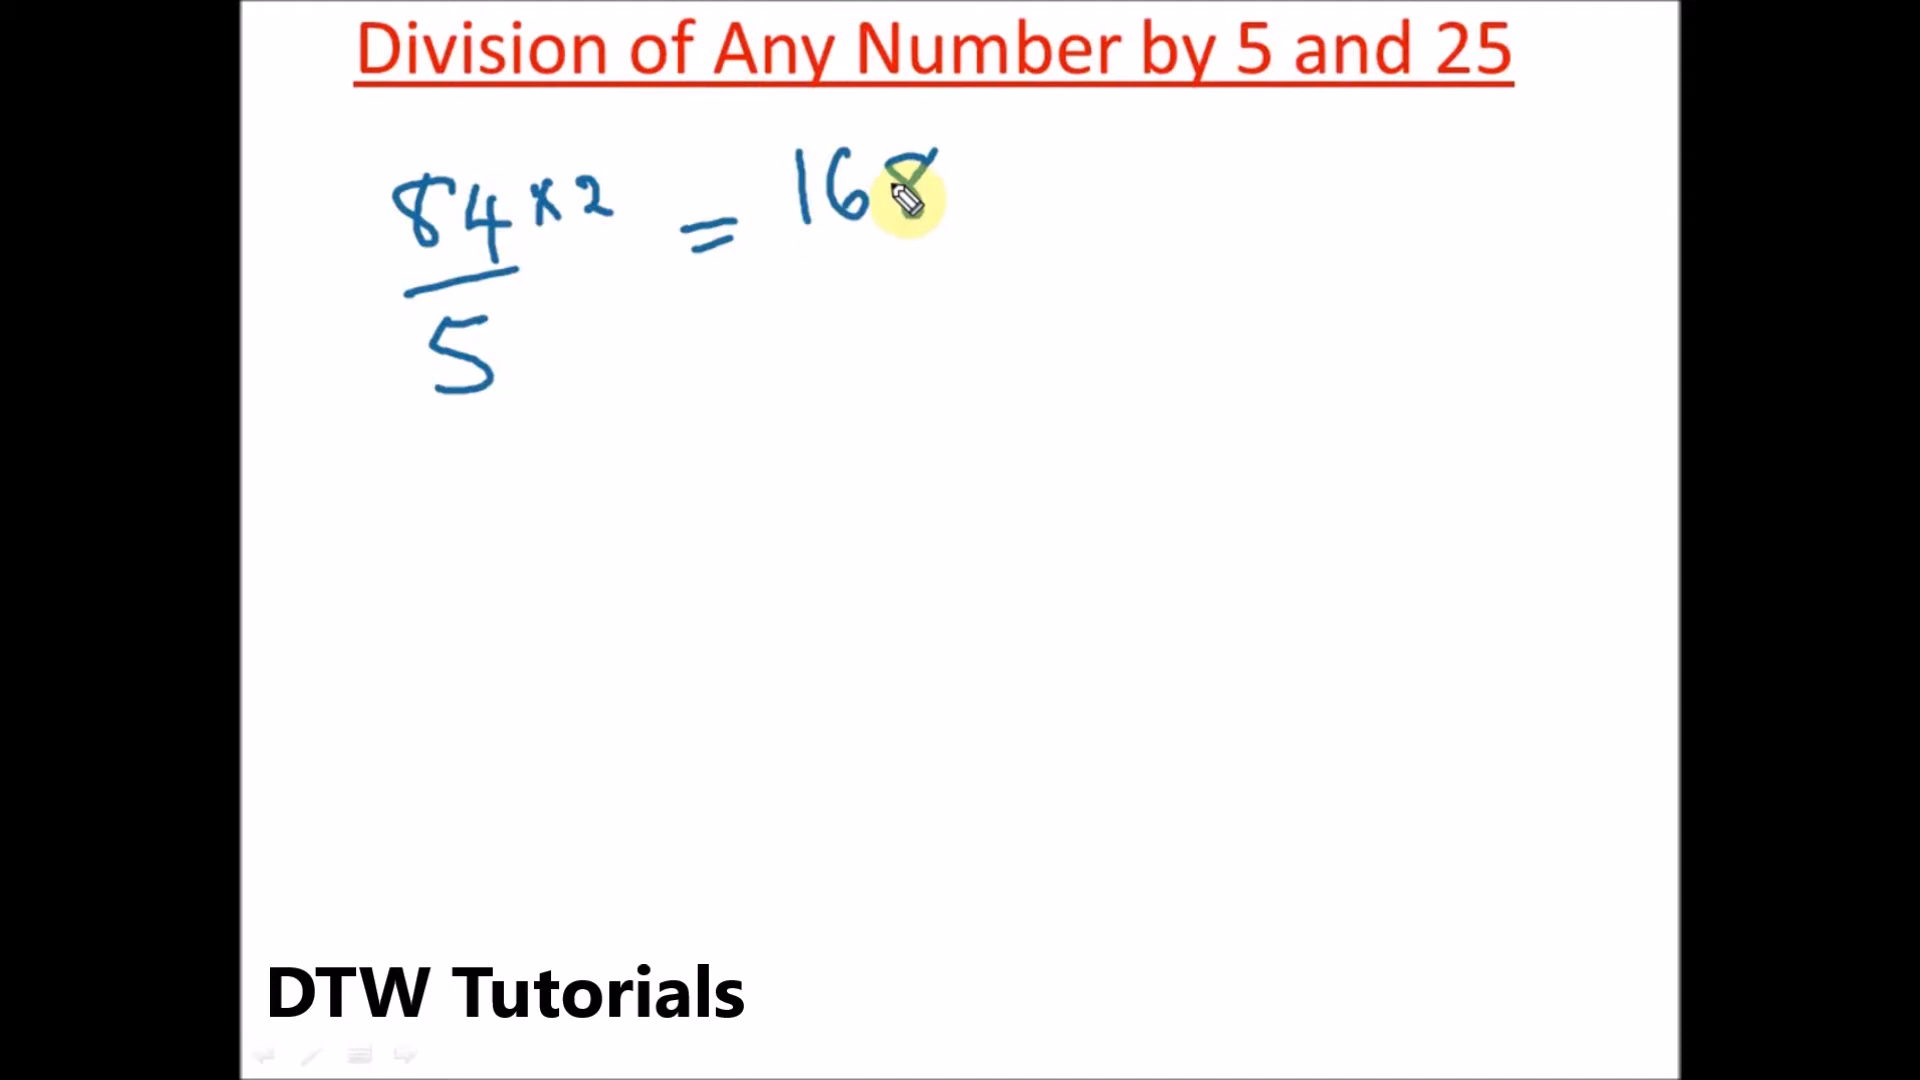 Division of Any Number by 5 and 25
84 × 2 = 168
5
DTW Tutorials